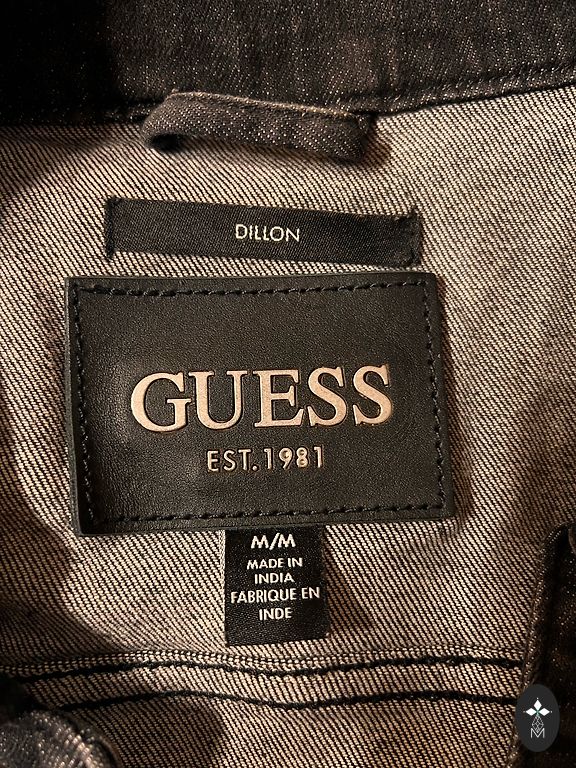 DILLON
GUESS
EST. 1981
M/M
MADE IN
INDIA
FABRIQUE EN
INDE
M